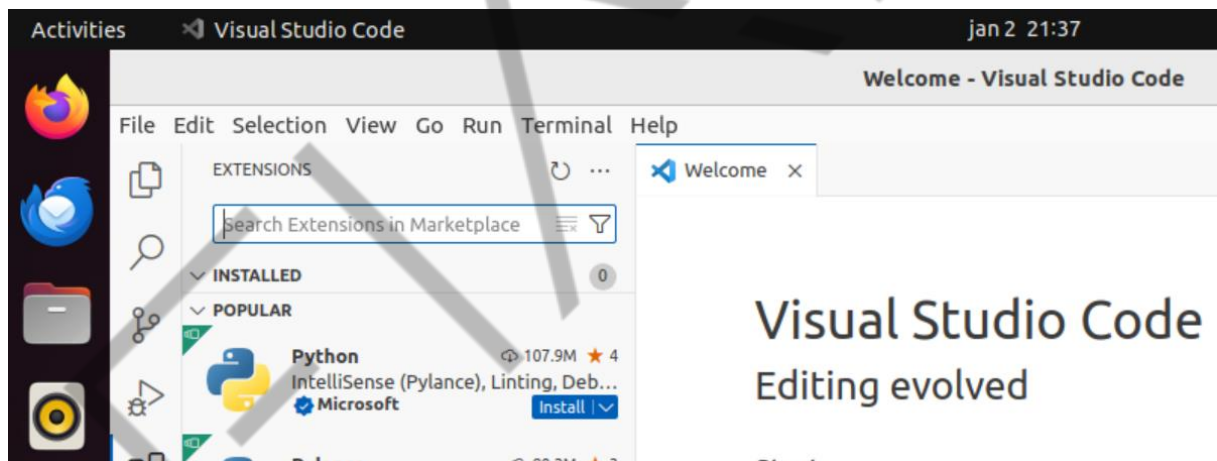 Activities Visual Studio Code jan 2 21:37
Welcome - Visual Studio Code
File Edit Selection View Go Run Terminal Help
EXTENSIONS
Welcome
Search Extensions in Marketplace
INSTALLED 0
POPULAR
Python 107.9M ★ 4
IntelliSense (Pylance), Linting, Deb...
Microsoft Install
Visual Studio Code
Editing evolved